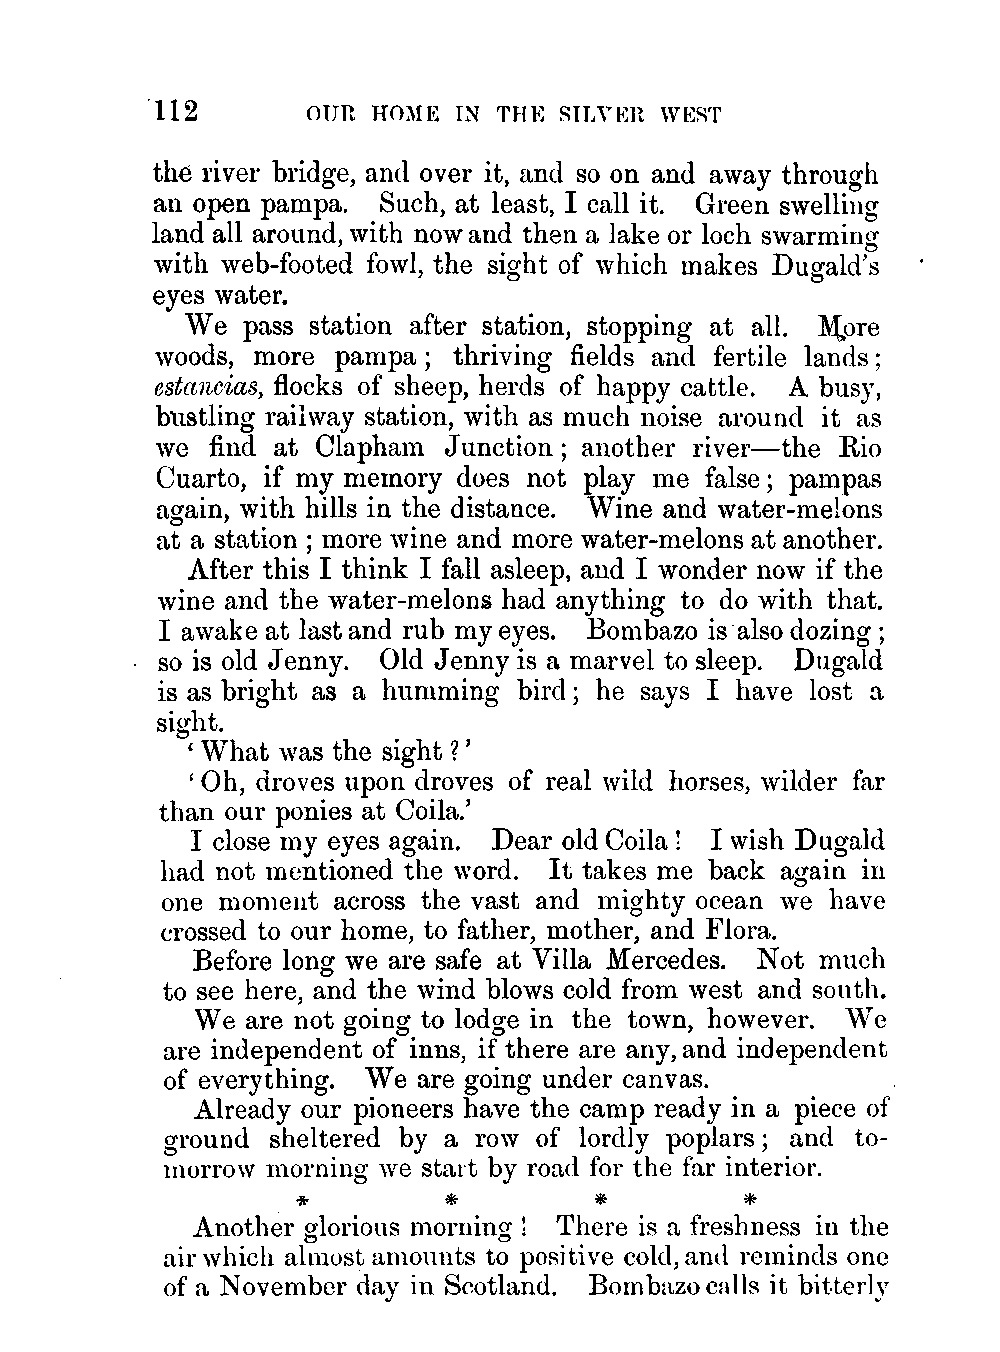 112 OUR HOME IN THE SILVER WEST
the river bridge, and over it, and so on and away through
an open pampa. Such, at least, I call it. Green swelling
land all around, with now and then a lake or loch swarming
with web-footed fowl, the sight of which makes Dugald's
eyes water.
We pass station after station, stopping at all. More
woods, more pampa; thriving fields and fertile lands;
estancias, flocks of sheep, herds of happy cattle. A busy,
bustling railway station, with as much noise around it as
we find at Clapham Junction; another river—the Rio
Cuarto, if my memory does not play me false; pampas
again, with hills in the distance. Wine and water-melons
at a station; more wine and more water-melons at another.
After this I think I fall asleep, and I wonder now if the
wine and the water-melons had anything to do with that.
I awake at last and rub my eyes. Bombazo is also dozing;
so is old Jenny. Old Jenny is a marvel to sleep. Dugald
is as bright as a humming bird; he says I have lost a
sight.
'What was the sight?'
'Oh, droves upon droves of real wild horses, wilder far
than our ponies at Coila.'
I close my eyes again. Dear old Coila! I wish Dugald
had not mentioned the word. It takes me back again in
one moment across the vast and mighty ocean we have
crossed to our home, to father, mother, and Flora.
Before long we are safe at Villa Mercedes. Not much
to see here, and the wind blows cold from west and south.
We are not going to lodge in the town, however. We
are independent of inns, if there are any, and independent
of everything. We are going under canvas.
Already our pioneers have the camp ready in a piece of
ground sheltered by a row of lordly poplars; and to-
morrow morning we start by road for the far interior.
* * * *
Another glorious morning! There is a freshness in the
air which almost amounts to positive cold, and reminds one
of a November day in Scotland. Bombazo calls it bitterly